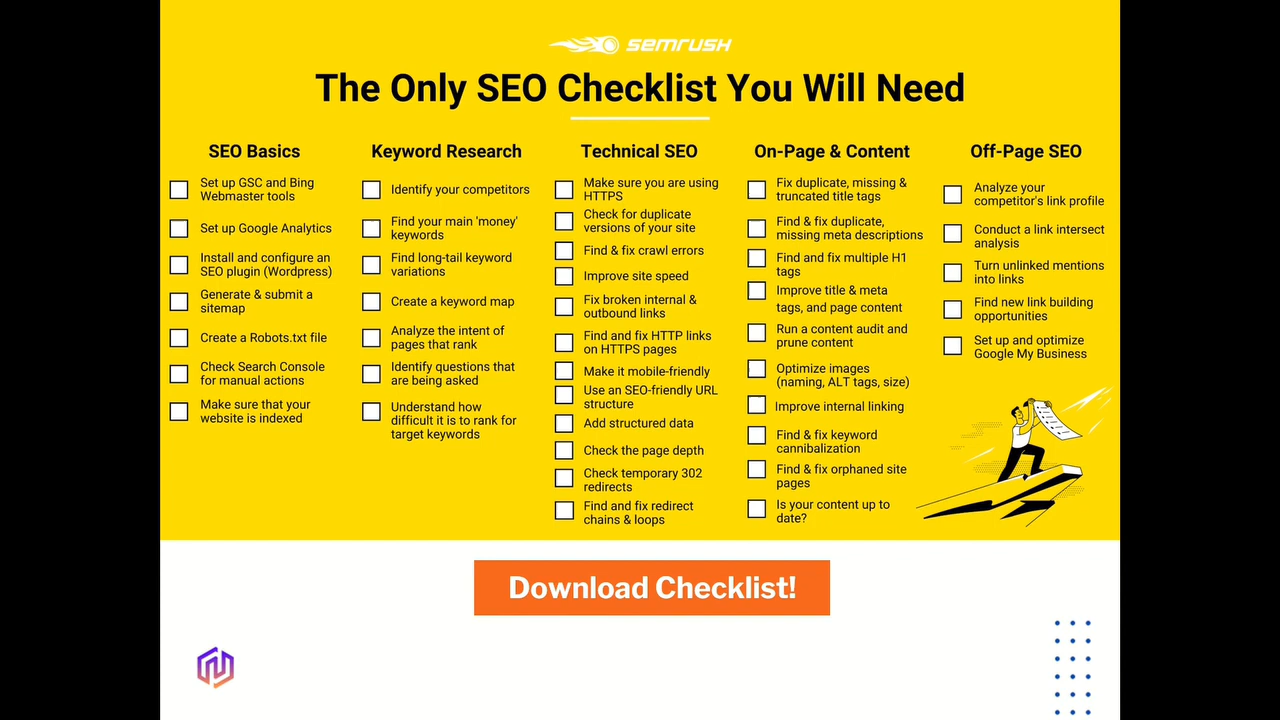 semrush
The Only SEO Checklist You Will Need
SEO Basics
Set up GSC and Bing
Webmaster tools
Set up Google Analytics
Install and configure an
SEO plugin (Wordpress)
Generate & submit a
sitemap
Create a Robots.txt file
Check Search Console
for manual actions
Make sure that your
website is indexed
Keyword Research
Identify your competitors
Find your main 'money'
keywords
Find long-tail keyword
variations
Create a keyword map
Analyze the intent of
pages that rank
Identify questions that
are being asked
Understand how
difficult it is to rank for
target keywords
Technical SEO
Make sure you are using
HTTPS
Check for duplicate
versions of your site
Find & fix crawl errors
Improve site speed
Fix broken internal &
outbound links
Find and fix HTTP links
on HTTPS pages
Make it mobile-friendly
Use an SEO-friendly URL
structure
Add structured data
Check the page depth
Check temporary 302
redirects
Find and fix redirect
chains & loops
On-Page & Content
Fix duplicate, missing &
truncated title tags
Find & fix duplicate,
missing meta descriptions
Find and fix multiple H1
tags
Improve title & meta
tags, and page content
Run a content audit and
prune content
Optimize images
(naming, ALT tags, size)
Improve internal linking
Find & fix keyword
cannibalization
Find & fix orphaned site
pages
Is your content up to
date?
Off-Page SEO
Analyze your
competitor's link profile
Conduct a link intersect
analysis
Turn unlinked mentions
into links
Find new link building
opportunities
Set up and optimize
Google My Business
Download Checklist!